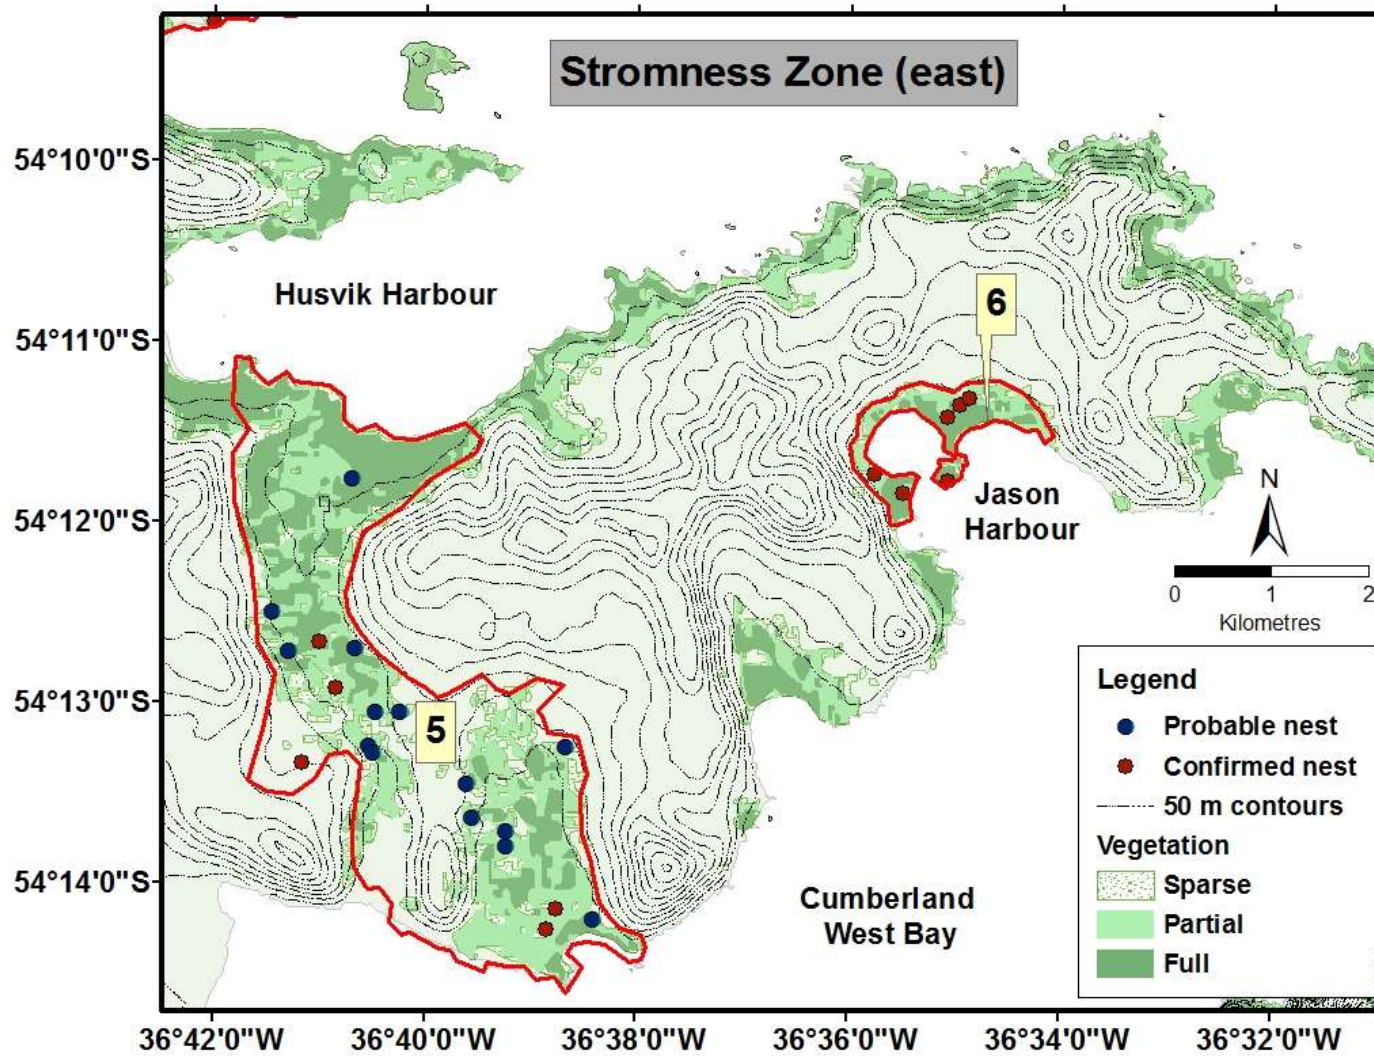 Stromness Zone (east)
54°10'0"S
Husvik Harbour
54°11'0"S
6
54°12'0"S
Jason
Harbour
N
0 1 2
Kilometres
54°13'0"S
5
54°14'0"S
Cumberland
West Bay
Legend
Probable nest
Confirmed nest
50 m contours
Vegetation
Sparse
Partial
Full
36°42'0"W 36°40'0"W 36°38'0"W 36°36'0"W 36°34'0"W 36°32'0"W